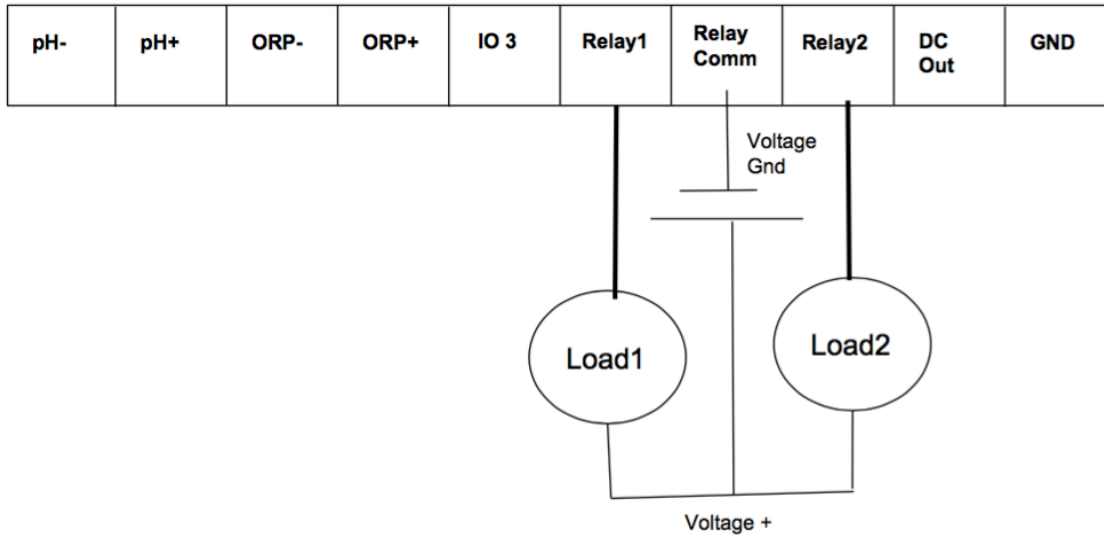 pH-
pH+
ORP-
ORP+
IO 3
Relay1
Relay
Comm
Relay2
DC
Out
GND
Voltage
Gnd
Load1
Load2
Voltage +